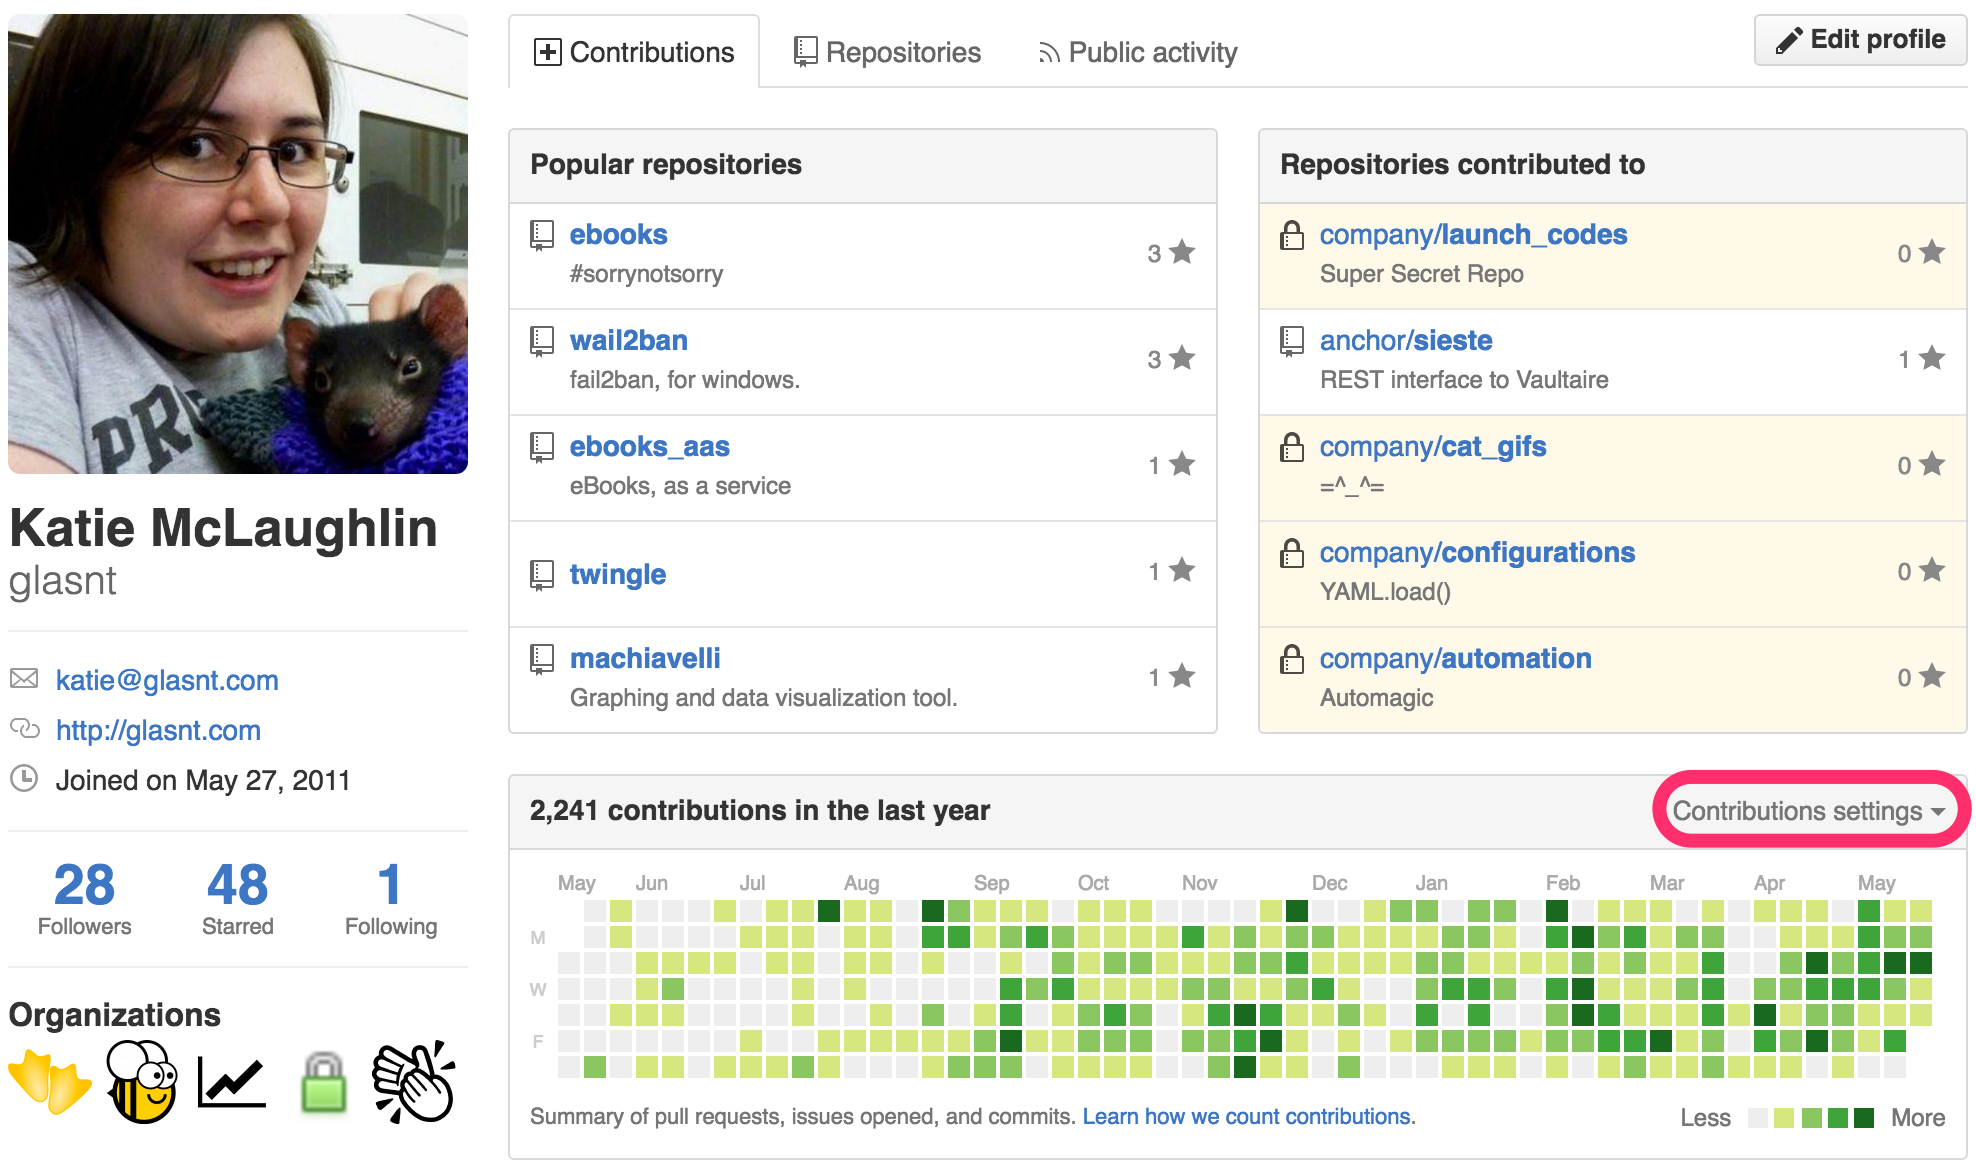 Contributions
Repositories
Public activity
Edit profile
PRO
Katie McLaughlin
glasnt
katie@glasnt.com
http://glasnt.com
Joined on May 27, 2011
28 48 1
Followers Starred Following
Organizations
Popular repositories
ebooks
#sorrynotsorry
3
wail2ban
fail2ban, for windows.
3
ebooks_aas
eBooks, as a service
1
twingle
1
machiavelli
Graphing and data visualization tool.
1
Repositories contributed to
company/launch_codes
Super Secret Repo
0
anchor/sieste
REST interface to Vaultaire
1
company/cat_gifs
=^_^=
0
company/configurations
YAML.load()
0
company/automation
Automagic
0
2,241 contributions in the last year
Contributions settings
May Jun Jul Aug Sep Oct Nov Dec Jan Feb Mar Apr May
M
W
F
Summary of pull requests, issues opened, and commits. Learn how we count contributions.
Less More